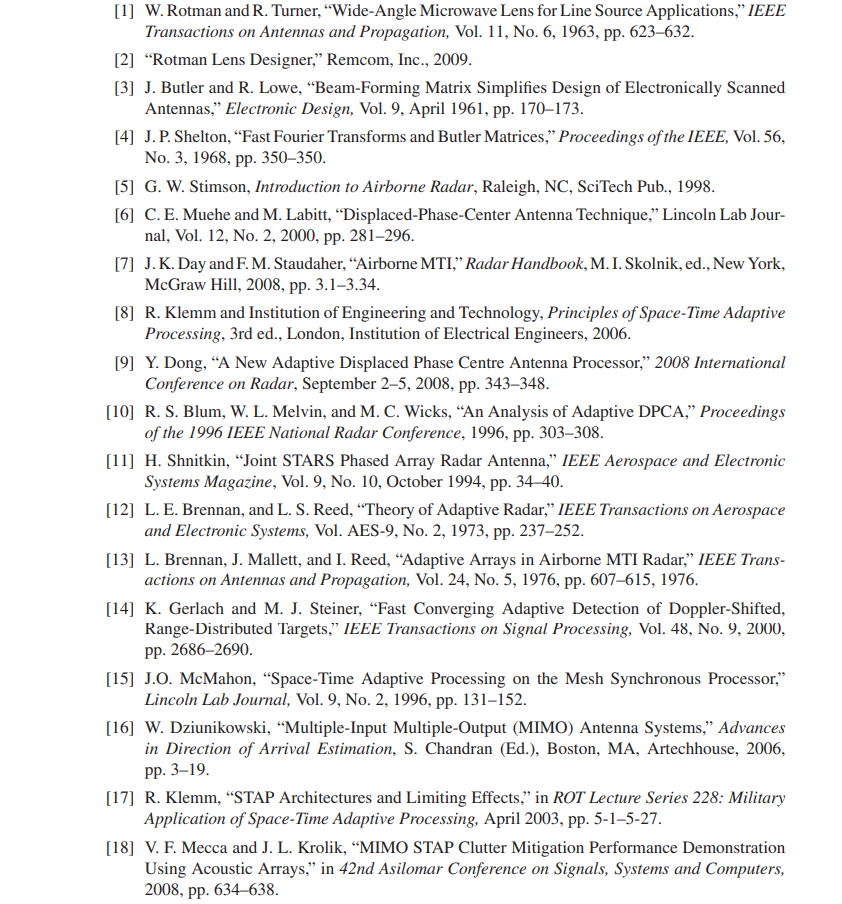 [1] W. Rotman and R. Turner, “Wide-Angle Microwave Lens for Line Source Applications,” IEEE
Transactions on Antennas and Propagation, Vol. 11, No. 6, 1963, pp. 623–632.
[2] “Rotman Lens Designer,” Remcom, Inc., 2009.
[3] J. Butler and R. Lowe, “Beam-Forming Matrix Simplifies Design of Electronically Scanned
Antennas,” Electronic Design, Vol. 9, April 1961, pp. 170–173.
[4] J. P. Shelton, “Fast Fourier Transforms and Butler Matrices,” Proceedings of the IEEE, Vol. 56,
No. 3, 1968, pp. 350–350.
[5] G. W. Stimson, Introduction to Airborne Radar, Raleigh, NC, SciTech Pub., 1998.
[6] C. E. Muehe and M. Labitt, “Displaced-Phase-Center Antenna Technique,” Lincoln Lab Jour-
nal, Vol. 12, No. 2, 2000, pp. 281–296.
[7] J. K. Day and F. M. Staudaher, “Airborne MTI,” Radar Handbook, M. I. Skolnik, ed., New York,
McGraw Hill, 2008, pp. 3.1–3.34.
[8] R. Klemm and Institution of Engineering and Technology, Principles of Space-Time Adaptive
Processing, 3rd ed., London, Institution of Electrical Engineers, 2006.
[9] Y. Dong, “A New Adaptive Displaced Phase Centre Antenna Processor,” 2008 International
Conference on Radar, September 2–5, 2008, pp. 343–348.
[10] R. S. Blum, W. L. Melvin, and M. C. Wicks, “An Analysis of Adaptive DPCA,” Proceedings
of the 1996 IEEE National Radar Conference, 1996, pp. 303–308.
[11] H. Shnitkin, “Joint STARS Phased Array Radar Antenna,” IEEE Aerospace and Electronic
Systems Magazine, Vol. 9, No. 10, October 1994, pp. 34–40.
[12] L. E. Brennan, and L. S. Reed, “Theory of Adaptive Radar,” IEEE Transactions on Aerospace
and Electronic Systems, Vol. AES-9, No. 2, 1973, pp. 237–252.
[13] L. Brennan, J. Mallett, and I. Reed, “Adaptive Arrays in Airborne MTI Radar,” IEEE Trans-
actions on Antennas and Propagation, Vol. 24, No. 5, 1976, pp. 607–615, 1976.
[14] K. Gerlach and M. J. Steiner, “Fast Converging Adaptive Detection of Doppler-Shifted,
Range-Distributed Targets,” IEEE Transactions on Signal Processing, Vol. 48, No. 9, 2000,
pp. 2686–2690.
[15] J.O. McMahon, “Space-Time Adaptive Processing on the Mesh Synchronous Processor,”
Lincoln Lab Journal, Vol. 9, No. 2, 1996, pp. 131–152.
[16] W. Dziunikowski, “Multiple-Input Multiple-Output (MIMO) Antenna Systems,” Advances
in Direction of Arrival Estimation, S. Chandran (Ed.), Boston, MA, Artechhouse, 2006,
pp. 3–19.
[17] R. Klemm, “STAP Architectures and Limiting Effects,” in ROT Lecture Series 228: Military
Application of Space-Time Adaptive Processing, April 2003, pp. 5-1–5-27.
[18] V. F. Mecca and J. L. Krolik, “MIMO STAP Clutter Mitigation Performance Demonstration
Using Acoustic Arrays,” in 42nd Asilomar Conference on Signals, Systems and Computers,
2008, pp. 634–638.